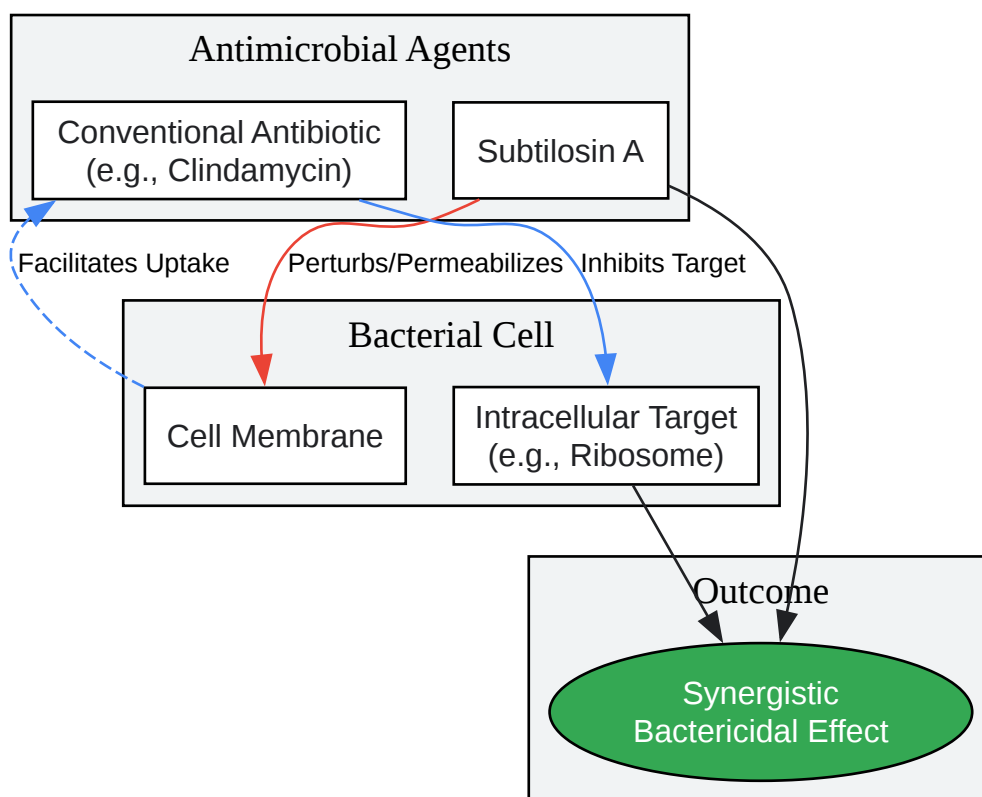 Antimicrobial Agents
Conventional Antibiotic
(e.g., Clindamycin)
Subtilosin A
Facilitates Uptake
Perturbs/Permeabilizes
Inhibits Target
Bacterial Cell
Cell Membrane
Intracellular Target
(e.g., Ribosome)
Outcome
Synergistic
Bactericidal Effect